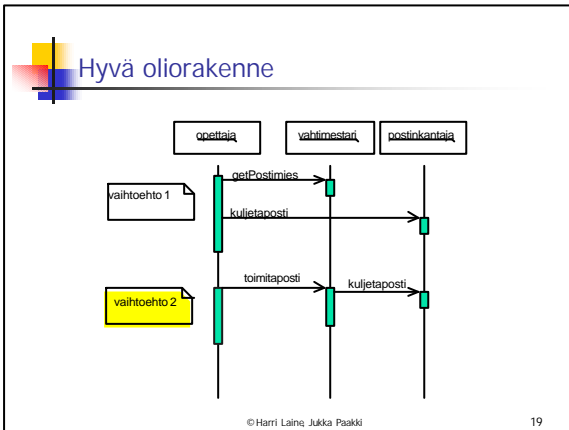 Hyvä oliorakenne
opettaja vahtimestari postinkantaja
getPostimies
vaihtoehto 1
kuljetaposti
toimitaposti kuljetaposti
vaihtoehto 2
© Harri Laine, Jukka Paakki 19